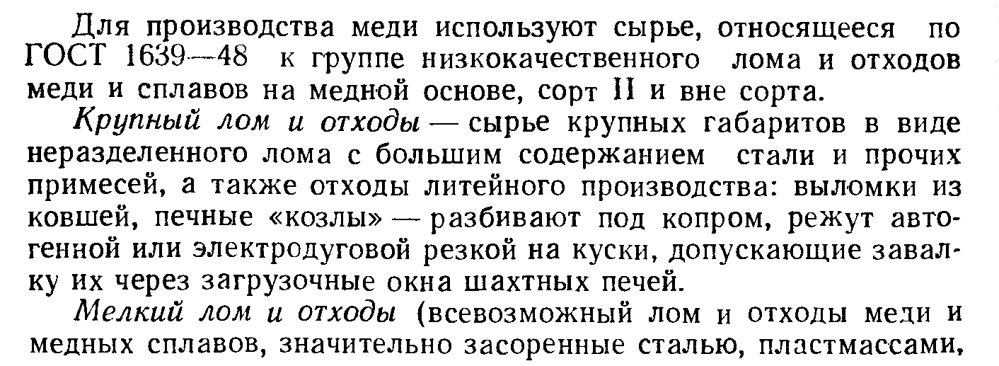 Для производства меди используют сырье, относящееся по
ГОСТ 1639—48 к группе низкокачественного лома и отходов
меди и сплавов на медной основе, сорт II и вне сорта.
Крупный лом и отходы — сырье крупных габаритов в виде
неразделенного лома с большим содержанием стали и прочих
примесей, а также отходы литейного производства: выломки из
ковшей, печные «козлы» — разбивают под копром, режут авто-
генной или электродуговой резкой на куски, допускающие завал-
ку их через загрузочные окна шахтных печей.
Мелкий лом и отходы (всевозможный лом и отходы меди и
медных сплавов, значительно засоренные сталью, пластмассами,